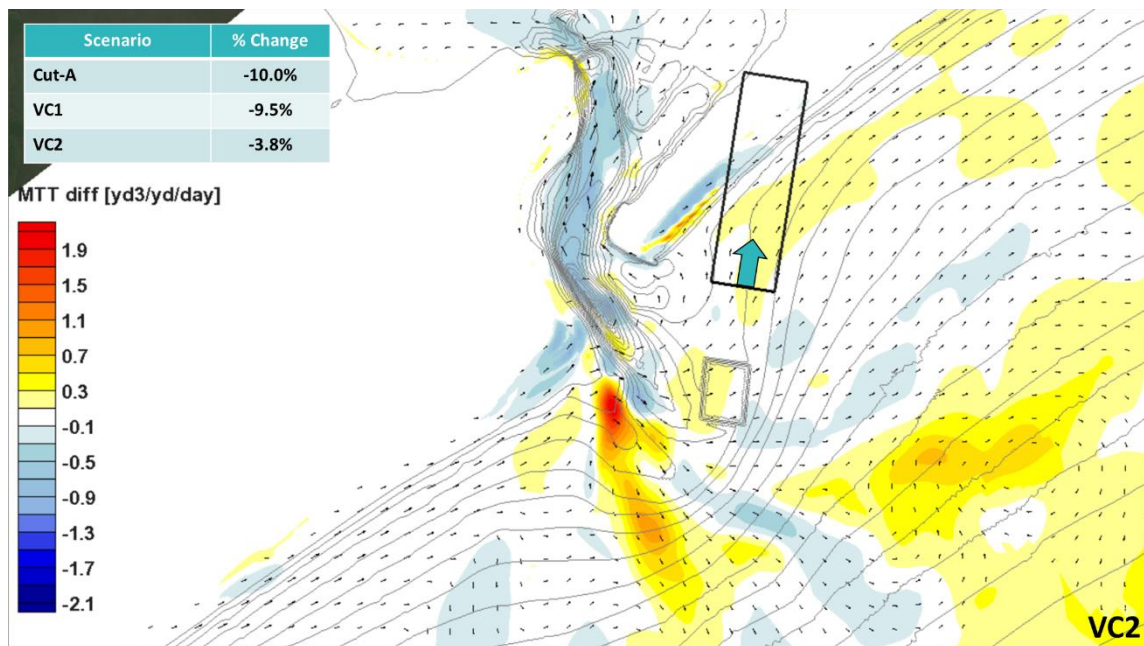 Scenario % Change
Cut-A -10.0%
VC1 -9.5%
VC2 -3.8%
MTT diff [yd3/yd/day]
1.9
1.5
1.1
0.7
0.3
-0.1
-0.5
-0.9
-1.3
-1.7
-2.1
VC2